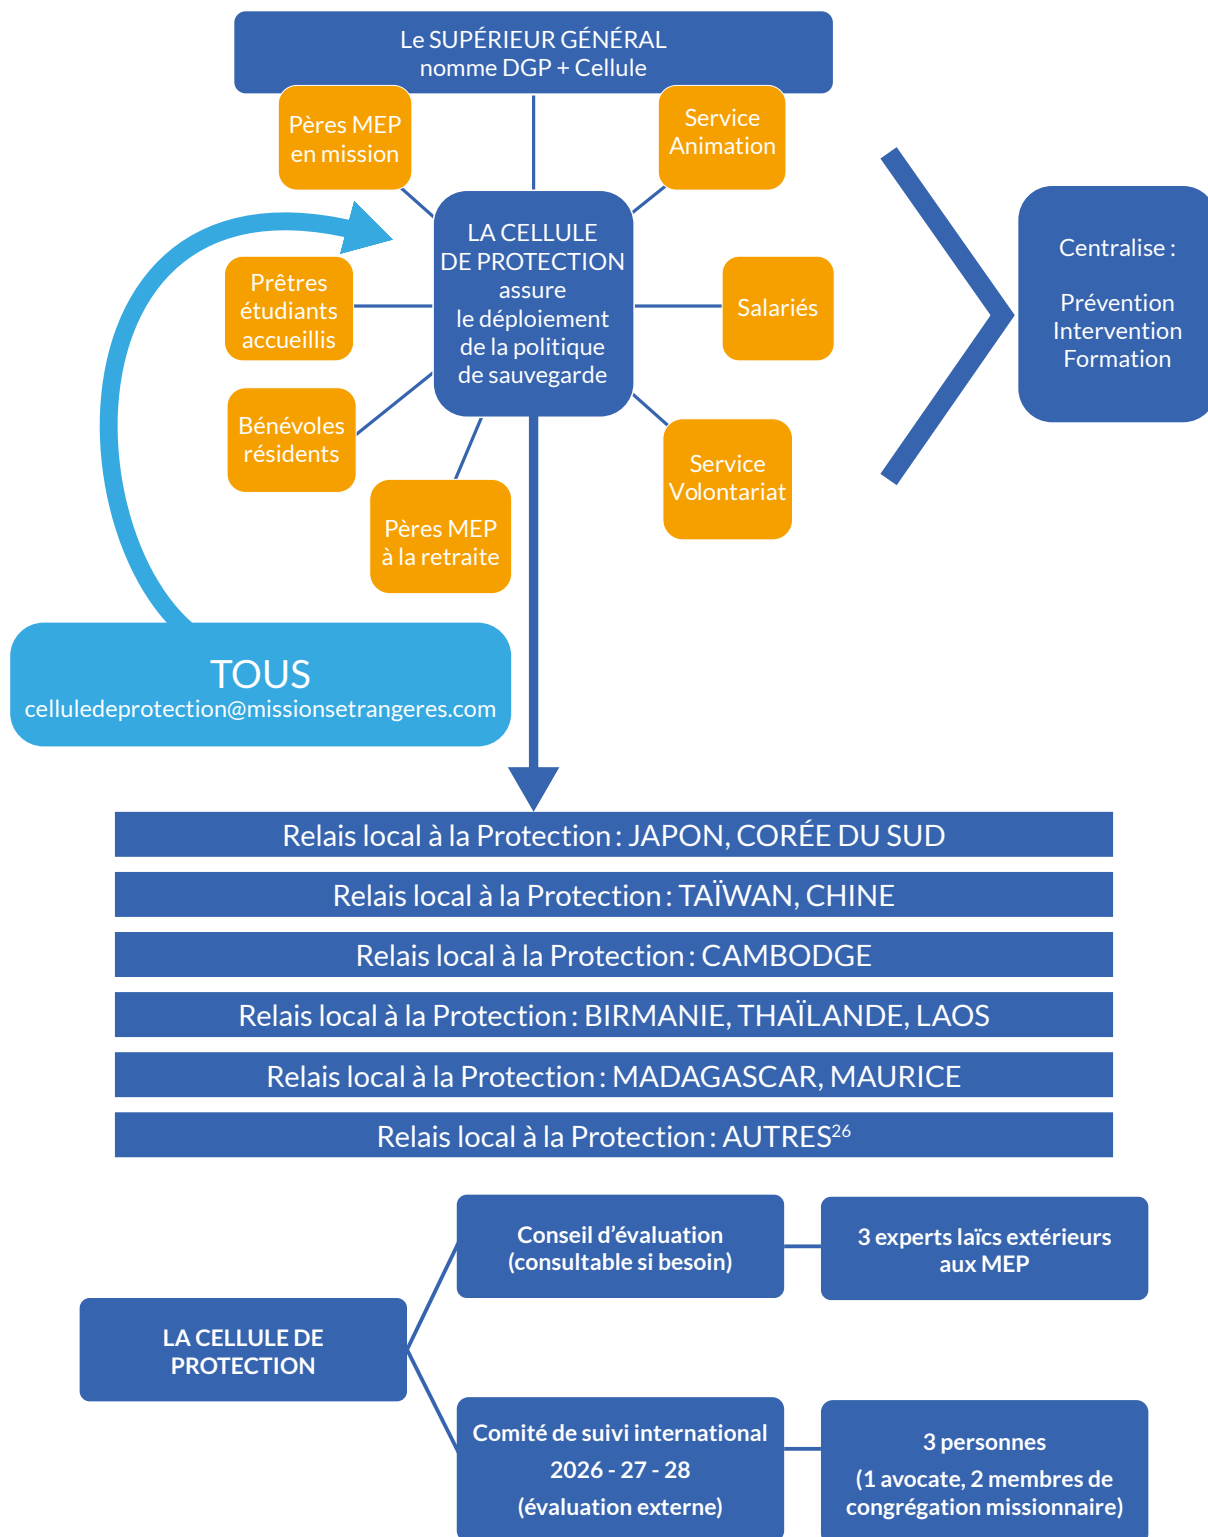 Le SUPÉRIEUR GÉNÉRAL
nomme DGP + Cellule
Pères MEP
en mission
Service
Animation
LA CELLULE
DE PROTECTION
assure
le déploiement
de la politique
de sauvegarde
Centralise :
Prévention
Intervention
Formation
Prêtres
étudiants
accueillis
Salariés
Bénévoles
résidents
Service
Volontariat
Pères MEP
à la retraite
TOUS
celluledeprotection@missionsetrangeres.com
Relais local à la Protection : JAPON, CORÉE DU SUD
Relais local à la Protection : TAÏWAN, CHINE
Relais local à la Protection : CAMBODGE
Relais local à la Protection : BIRMANIE, THAÏLANDE, LAOS
Relais local à la Protection : MADAGASCAR, MAURICE
Relais local à la Protection : AUTRES²⁶
Conseil d’évaluation
(consultable si besoin)
3 experts laïcs extérieurs
aux MEP
LA CELLULE DE
PROTECTION
Comité de suivi international
2026 - 27 - 28
(évaluation externe)
3 personnes
(1 avocate, 2 membres de
congrégation missionnaire)